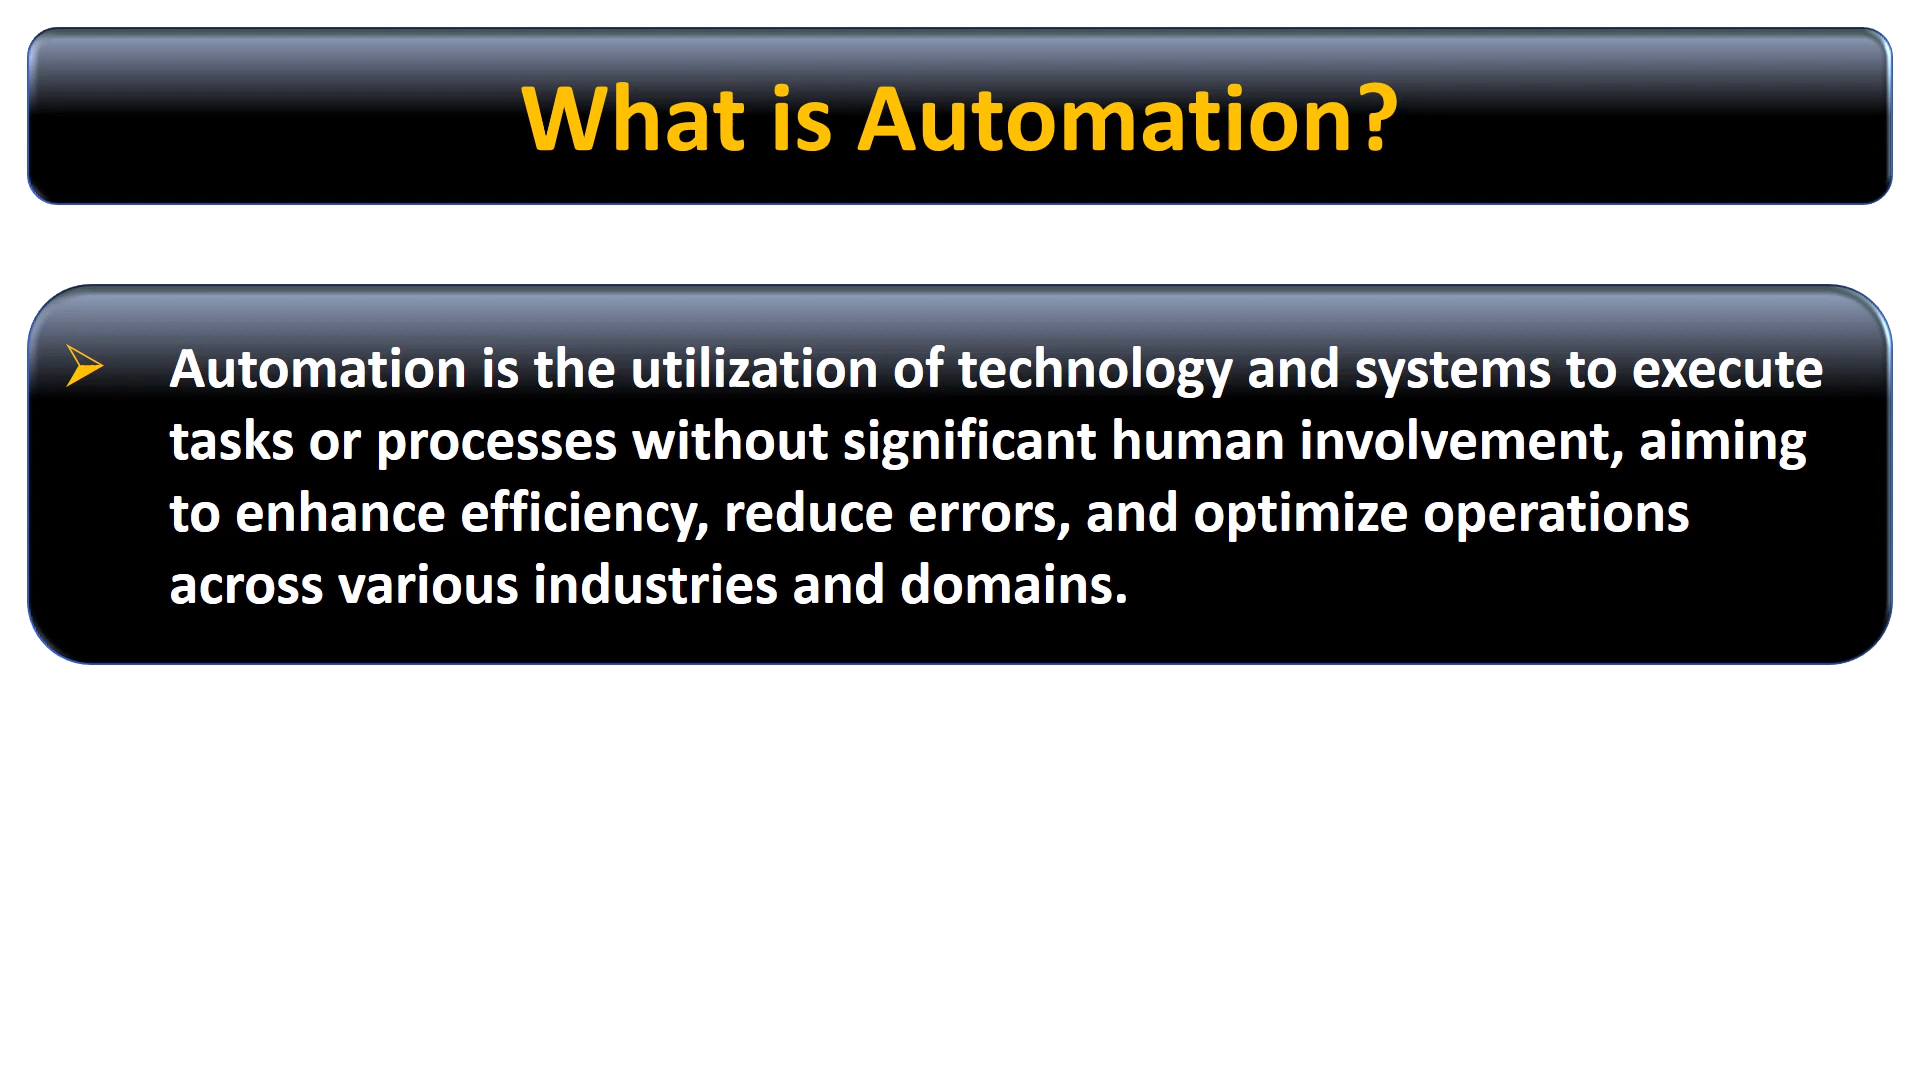 What is Automation?
Automation is the utilization of technology and systems to execute
tasks or processes without significant human involvement, aiming
to enhance efficiency, reduce errors, and optimize operations
across various industries and domains.